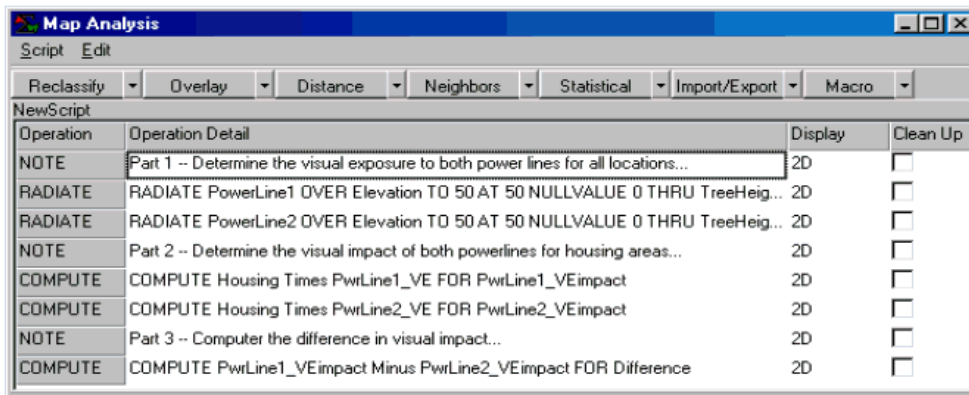 Map Analysis
Script Edit
Reclassify Overlay Distance Neighbors Statistical Import/Export Macro
NewScript
Operation Operation Detail Display Clean Up
NOTE Part 1 -- Determine the visual exposure to both power lines for all locations... 2D
RADIATE RADIATE PowerLine1 OVER Elevation TO 50 AT 50 NULLVALUE 0 THRU TreeHeig... 2D
RADIATE RADIATE PowerLine2 OVER Elevation TO 50 AT 50 NULLVALUE 0 THRU TreeHeig... 2D
NOTE Part 2 -- Determine the visual impact of both powerlines for housing areas... 2D
COMPUTE COMPUTE Housing Times PwrLine1_VE FOR PwrLine1_VEimpact 2D
COMPUTE COMPUTE Housing Times PwrLine2_VE FOR PwrLine2_VEimpact 2D
NOTE Part 3 -- Computer the difference in visual impact... 2D
COMPUTE COMPUTE PwrLine1_VEimpact Minus PwrLine2_VEimpact FOR Difference 2D